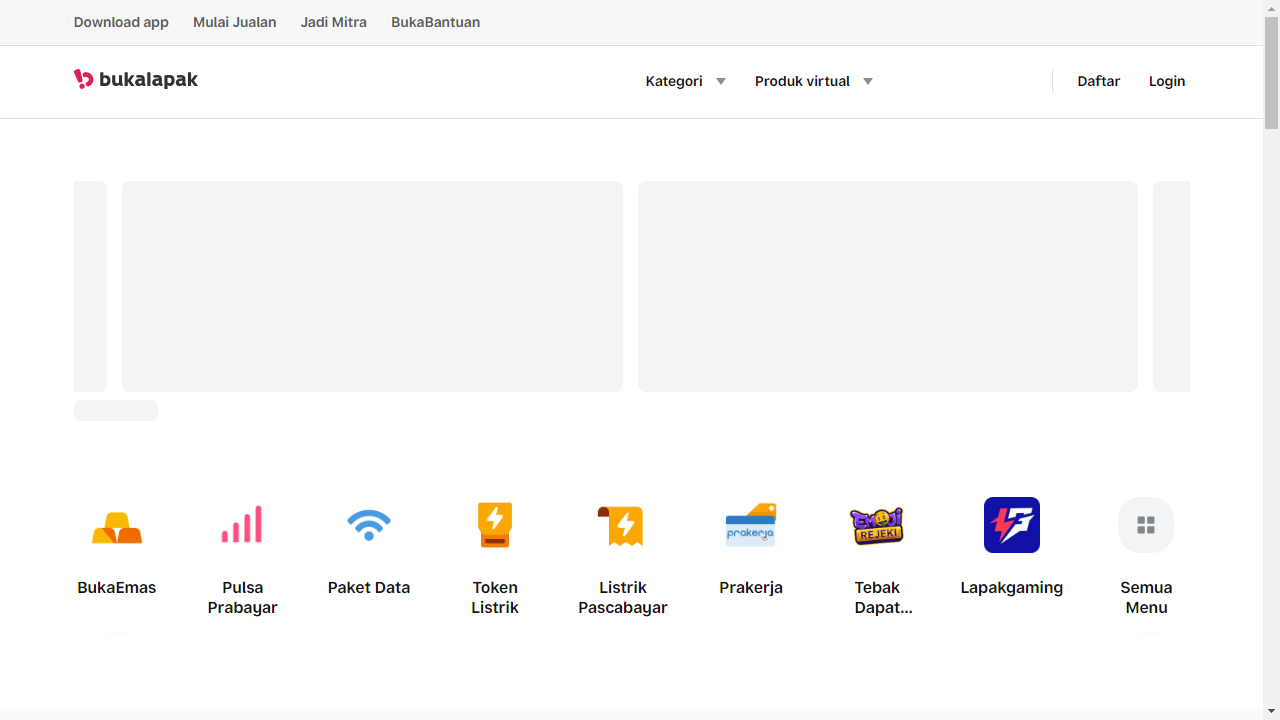 Download app Mulai Jualan Jadi Mitra BukaBantuan
bukalapak Kategori Produk virtual Daftar Login
prakerja
EMOJI
REJEKI
BukaEmas
Pulsa
Prabayar
Paket Data
Token
Listrik
Listrik
Pascabayar
Prakerja
Tebak
Dapat...
Lapakgaming
Semua
Menu